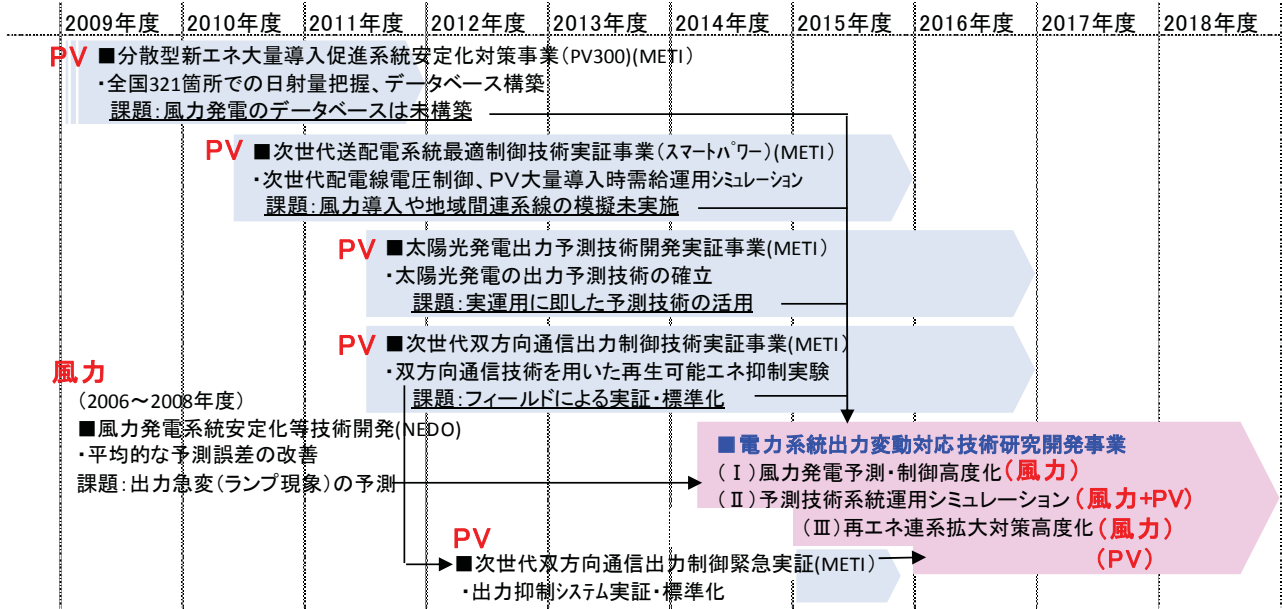 2009年度 2010年度 2011年度 2012年度 2013年度 2014年度 2015年度 2016年度 2017年度 2018年度
PV ■分散型新エネ大量導入促進系統安定化対策事業(PV300)(METI)
・全国321箇所での日射量把握、データベース構築
課題:風力発電のデータベースは未構築
PV ■次世代送配電系統最適制御技術実証事業(スマートパワー)(METI)
・次世代配電線電圧制御、PV大量導入時需給運用シミュレーション
課題:風力導入や地域間連系線の模擬未実施
PV ■太陽光発電出力予測技術開発実証事業(METI)
・太陽光発電の出力予測技術の確立
課題:実運用に即した予測技術の活用
PV ■次世代双方向通信出力制御技術実証事業(METI)
・双方向通信技術を用いた再生可能エネ抑制実験
課題:フィールドによる実証・標準化
風力
(2006~2008年度)
■風力発電系統安定化等技術開発(NEDO)
・平均的な予測誤差の改善
課題:出力急変(ランプ現象)の予測
■電力系統出力変動対応技術研究開発事業
(Ⅰ)風力発電予測・制御高度化(風力)
(Ⅱ)予測技術系統運用シミュレーション(風力+PV)
(Ⅲ)再エネ連系拡大対策高度化(風力)
(PV)
PV
■次世代双方向通信出力制御緊急実証(METI)
・出力抑制システム実証・標準化